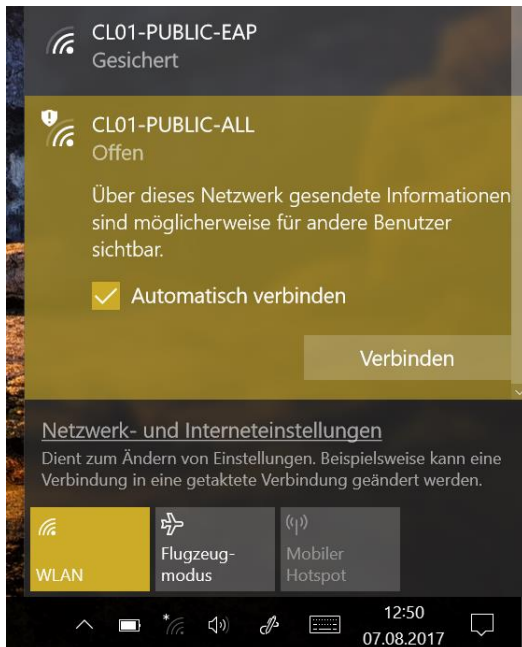 CL01-PUBLIC-EAP
Gesichert
CL01-PUBLIC-ALL
Offen
Über dieses Netzwerk gesendete Informationen
sind möglicherweise für andere Benutzer
sichtbar.
Automatisch verbinden
Verbinden
Netzwerk- und Interneteinstellungen
Dient zum Ändern von Einstellungen. Beispielsweise kann eine
Verbindung in eine getaktete Verbindung geändert werden.
WLAN
Flugzeug-
modus
Mobiler
Hotspot
12:50
07.08.2017